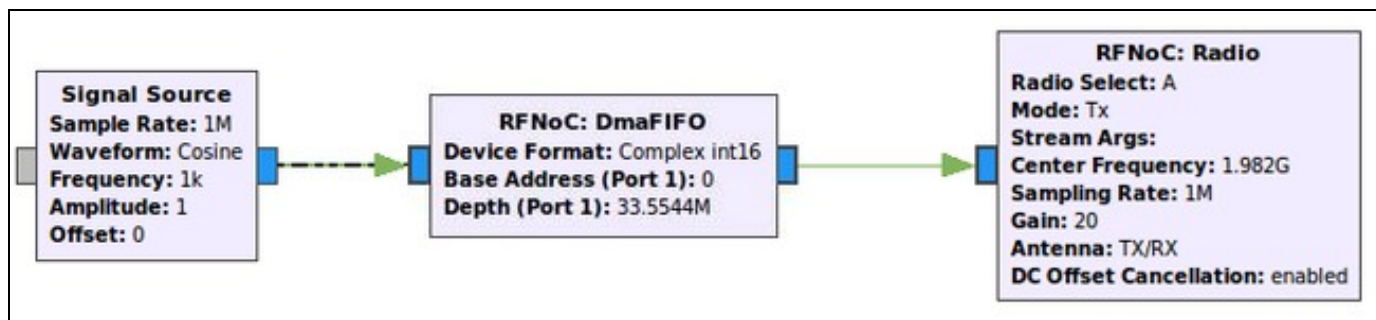 Signal Source
Sample Rate: 1M
Waveform: Cosine
Frequency: 1k
Amplitude: 1
Offset: 0
RFNoC: DmaFIFO
Device Format: Complex int16
Base Address (Port 1): 0
Depth (Port 1): 33.5544M
RFNoC: Radio
Radio Select: A
Mode: Tx
Stream Args:
Center Frequency: 1.982G
Sampling Rate: 1M
Gain: 20
Antenna: TX/RX
DC Offset Cancellation: enabled